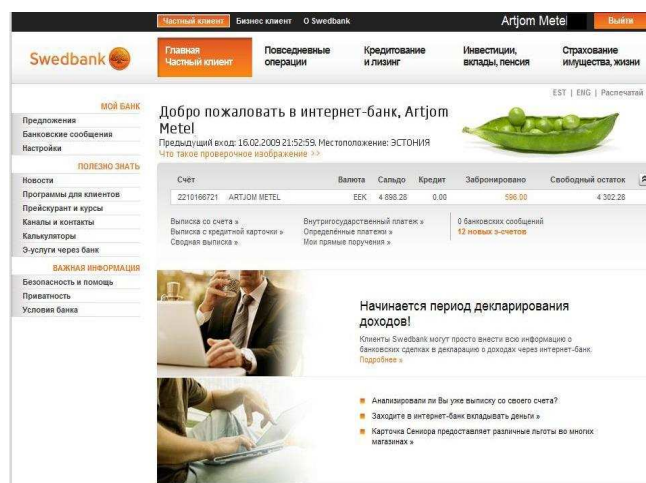 Частный клиент Бизнес клиент О Swedbank Artjom Metel Выйти
Swedbank
Главная Частный клиент
Повседневные операции
Кредитование и лизинг
Инвестиции, вклады, пенсия
Страхование имущества, жизни
EST | ENG | Распечатай
МОЙ БАНК
Предложения
Банковские сообщения
Настройки
ПОЛЕЗНО ЗНАТЬ
Новости
Программы для клиентов
Прейскурант и курсы
Каналы и контакты
Калькуляторы
Э-услуги через банк
ВАЖНАЯ ИНФОРМАЦИЯ
Безопасность и помощь
Приватность
Условия банка
Добро пожаловать в интернет-банк, Artjom
Metel
Предыдущий вход: 16.02.2009 21:52:59. Местоположение: ЭСТОНИЯ
Что такое проверочное изображение >>
Счёт Валюта Сальдо Кредит Забронировано Свободный остаток
2210166721 ARTJOM METEL EEK 4 898.28 0.00 596.00 4 302.28
Выписка со счета »
Выписка с кредитной карточки »
Сводная выписка »
Внутригосударственный платеж »
Определённые платежи »
Мои прямые поручения »
0 банковских сообщений
12 новых э-счетов
Начинается период декларирования
доходов!
Клиенты Swedbank могут просто внести всю информацию о
банковских сделках в декларацию о доходах через интернет-банк.
Подробнее »
Анализировали ли Вы уже выписку со своего счета?
Заходите в интернет-банк вкладывать деньги »
Карточка Сениора предоставляет различные льготы во многих
магазинах »